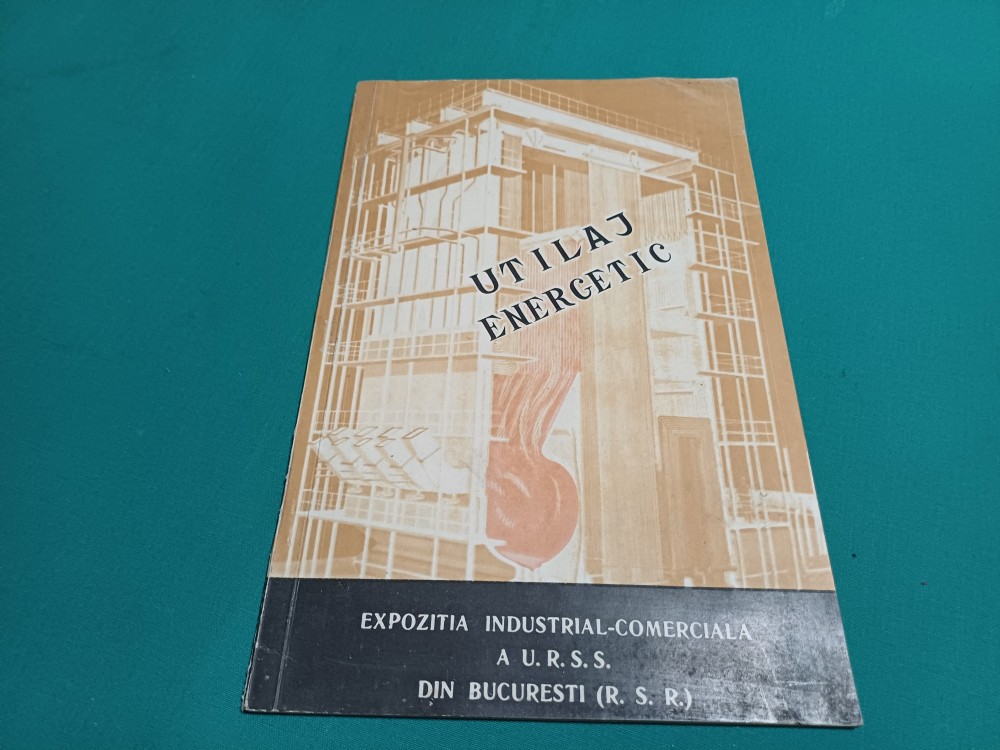 UTILAJ
ENERGETIC
EXPOZITIA INDUSTRIAL-COMERCIALA
A U. R. S. S.
DIN BUCURESTI (R. S. R.)